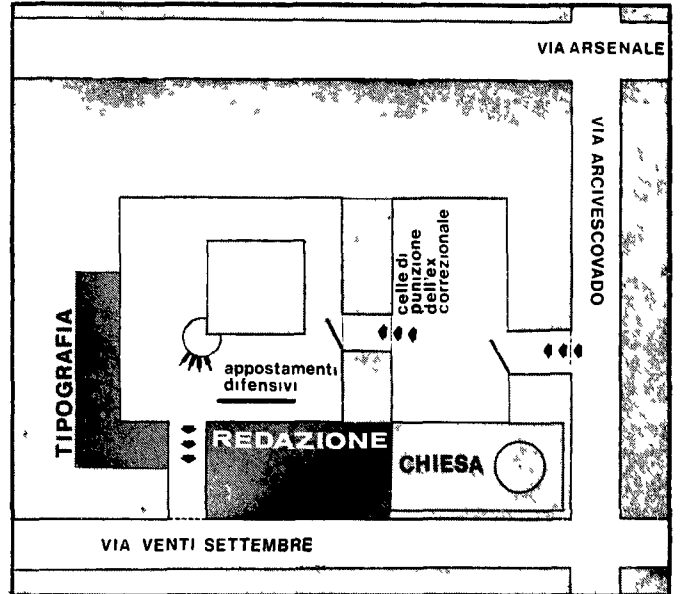 VIA ARSENALE
VIA ARCIVESCOVADO
celle di
punizione
dell'ex
correzionale
TIPOGRAFIA
appostamenti
difensivi
REDAZIONE
CHIESA
VIA VENTI SETTEMBRE